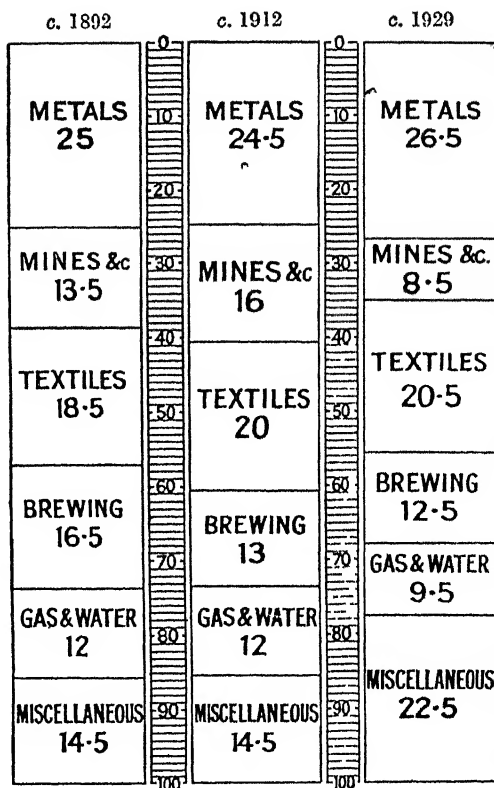 c. 1892
METALS
25
MINES &c
13·5
TEXTILES
18·5
BREWING
16·5
GAS & WATER
12
MISCELLANEOUS
14·5
0
10
20
30
40
50
60
70
80
90
100
c. 1912
METALS
24·5
MINES &c
16
TEXTILES
20
BREWING
13
GAS & WATER
12
MISCELLANEOUS
14·5
0
10
20
30
40
50
60
70
80
90
100
c. 1929
METALS
26·5
MINES &c.
8·5
TEXTILES
20·5
BREWING
12·5
GAS & WATER
9·5
MISCELLANEOUS
22·5